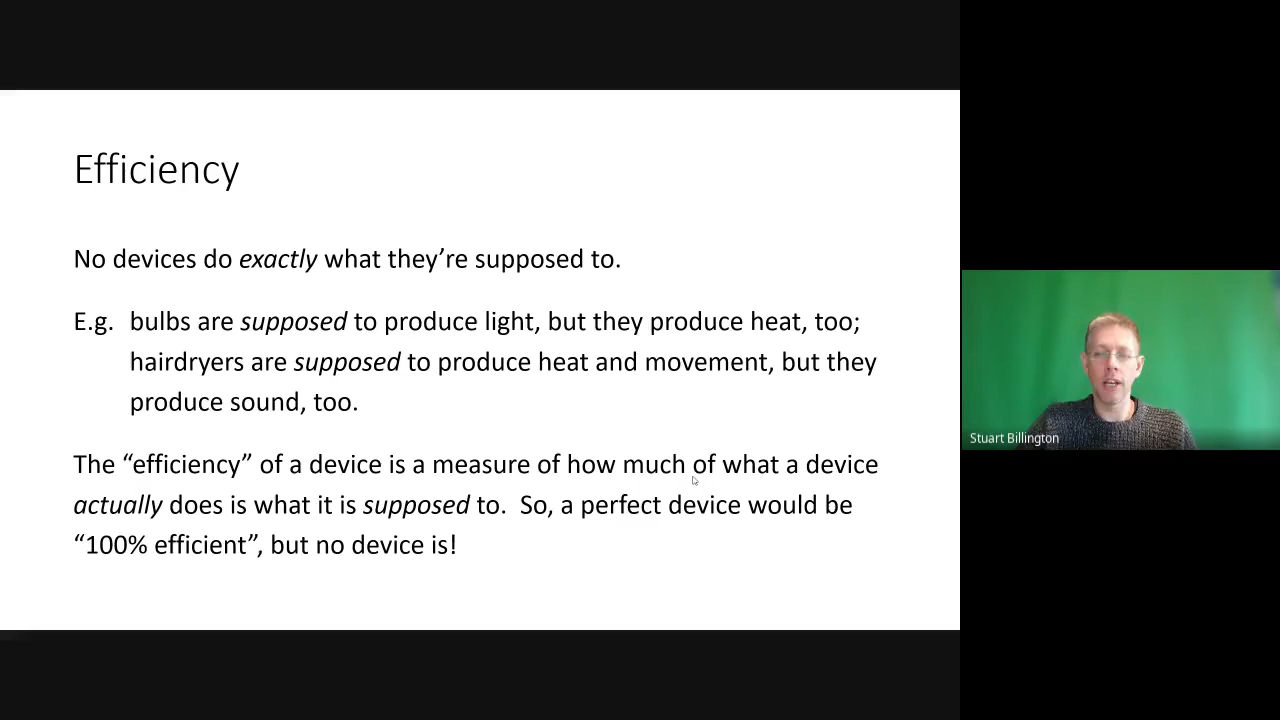 Efficiency
No devices do exactly what they’re supposed to.
E.g. bulbs are supposed to produce light, but they produce heat, too;
hairdryers are supposed to produce heat and movement, but they
produce sound, too.
The “efficiency” of a device is a measure of how much of what a device
actually does is what it is supposed to.  So, a perfect device would be
“100% efficient”, but no device is!
Stuart Billington